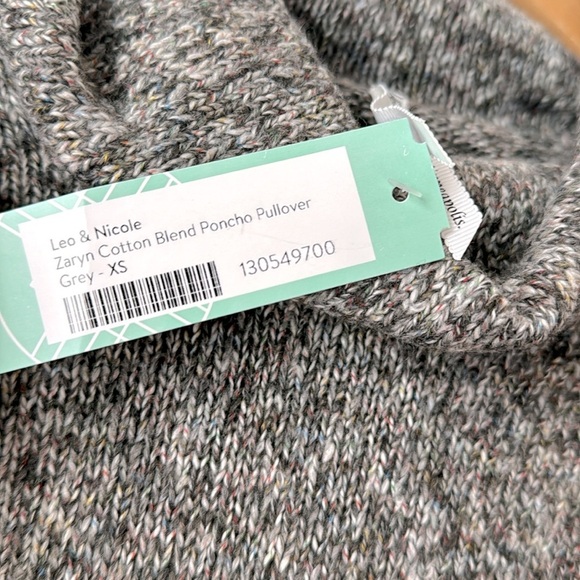 Leo & Nicole
Zaryn Cotton Blend Poncho Pullover
Grey - XS
130549700